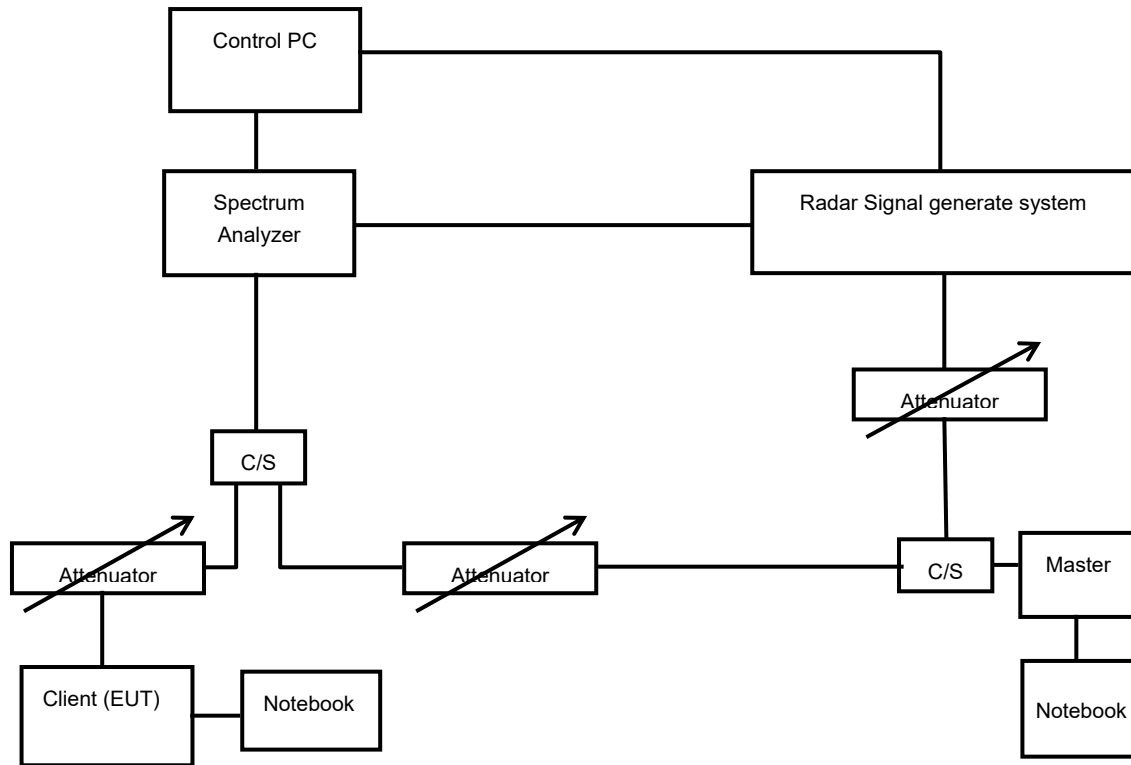 Control PC
Spectrum
Analyzer
Radar Signal generate system
Attenuator
C/S
Attenuator
Attenuator
C/S
Master
Client (EUT)
Notebook
Notebook